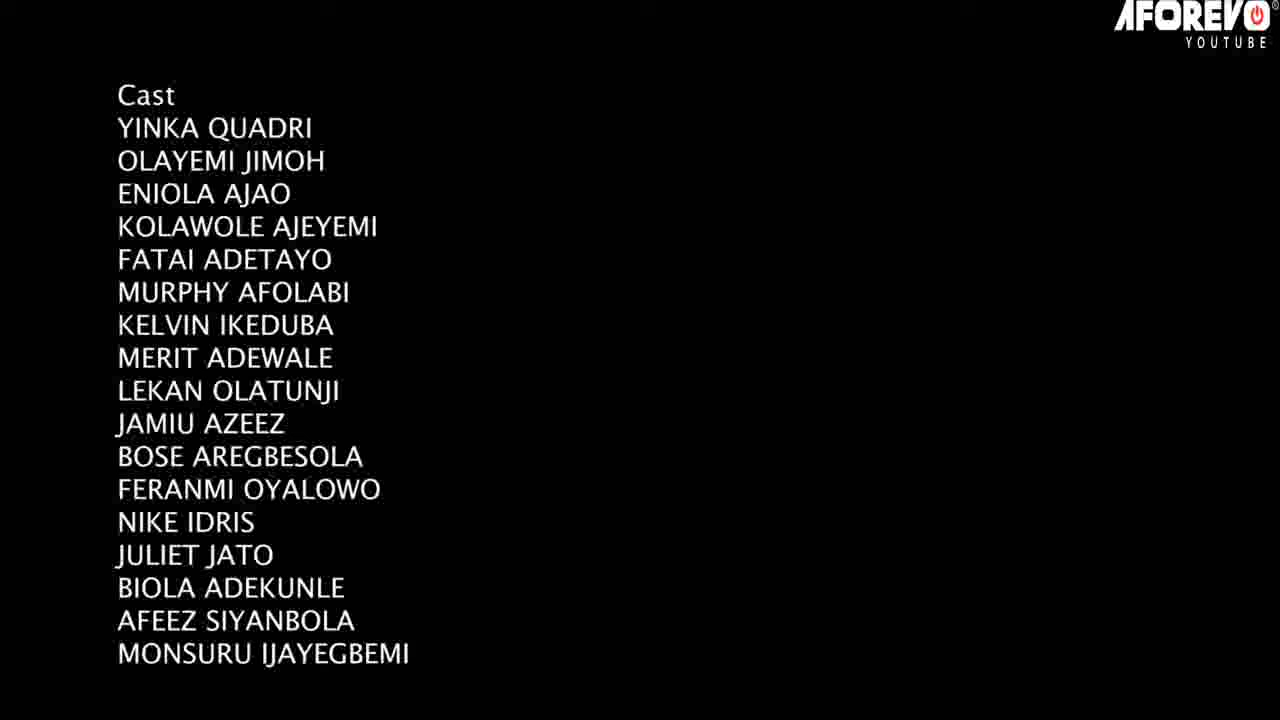 AFOREVO
YOUTUBE
Cast
YINKA QUADRI
OLAYEMI JIMOH
ENIOLA AJAO
KOLAWOLE AJEYEMI
FATAI ADETAYO
MURPHY AFOLABI
KELVIN IKEDUBA
MERIT ADEWALE
LEKAN OLATUNJI
JAMIU AZEEZ
BOSE AREGBESOLA
FERANMI OYALOWO
NIKE IDRIS
JULIET JATO
BIOLA ADEKUNLE
AFEEZ SIYANBOLA
MONSURU IJAYEGBEMI